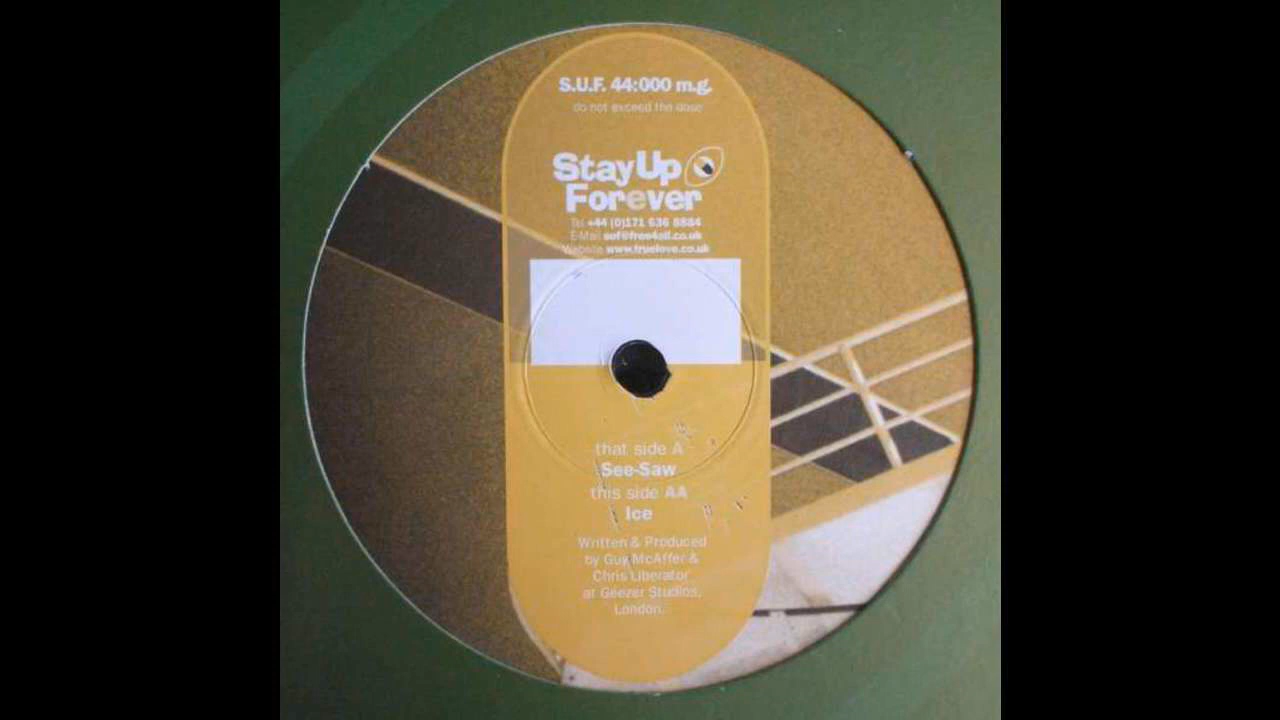 S.U.F. 44:000 m.g.
do not exceed the dose
StayUp
Forever
Tel +44 (0)171 636 8884
E-Mail suf@free4all.co.uk
Website www.truelove.co.uk
that side A
See-Saw
this side AA
Ice
Written & Produced
by Guy McAffer &
Chris Liberator
at Geezer Studios,
London.